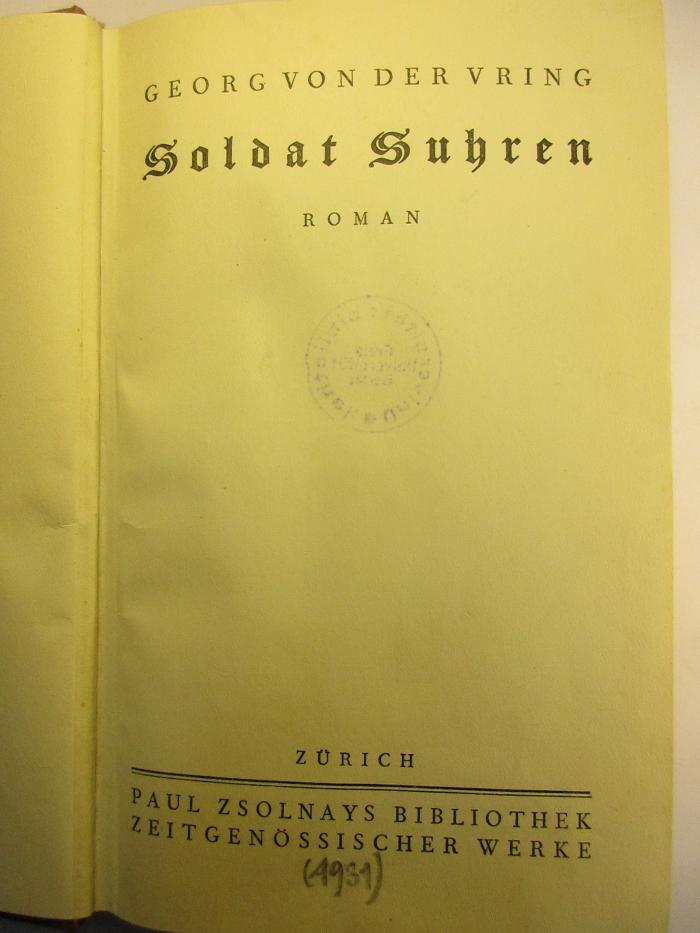 GEORG VON DER VRING
Soldat Suhren
ROMAN
ZÜRICH
PAUL ZSOLNAYS BIBLIOTHEK
ZEITGENÖSSISCHER WERKE
(1931)